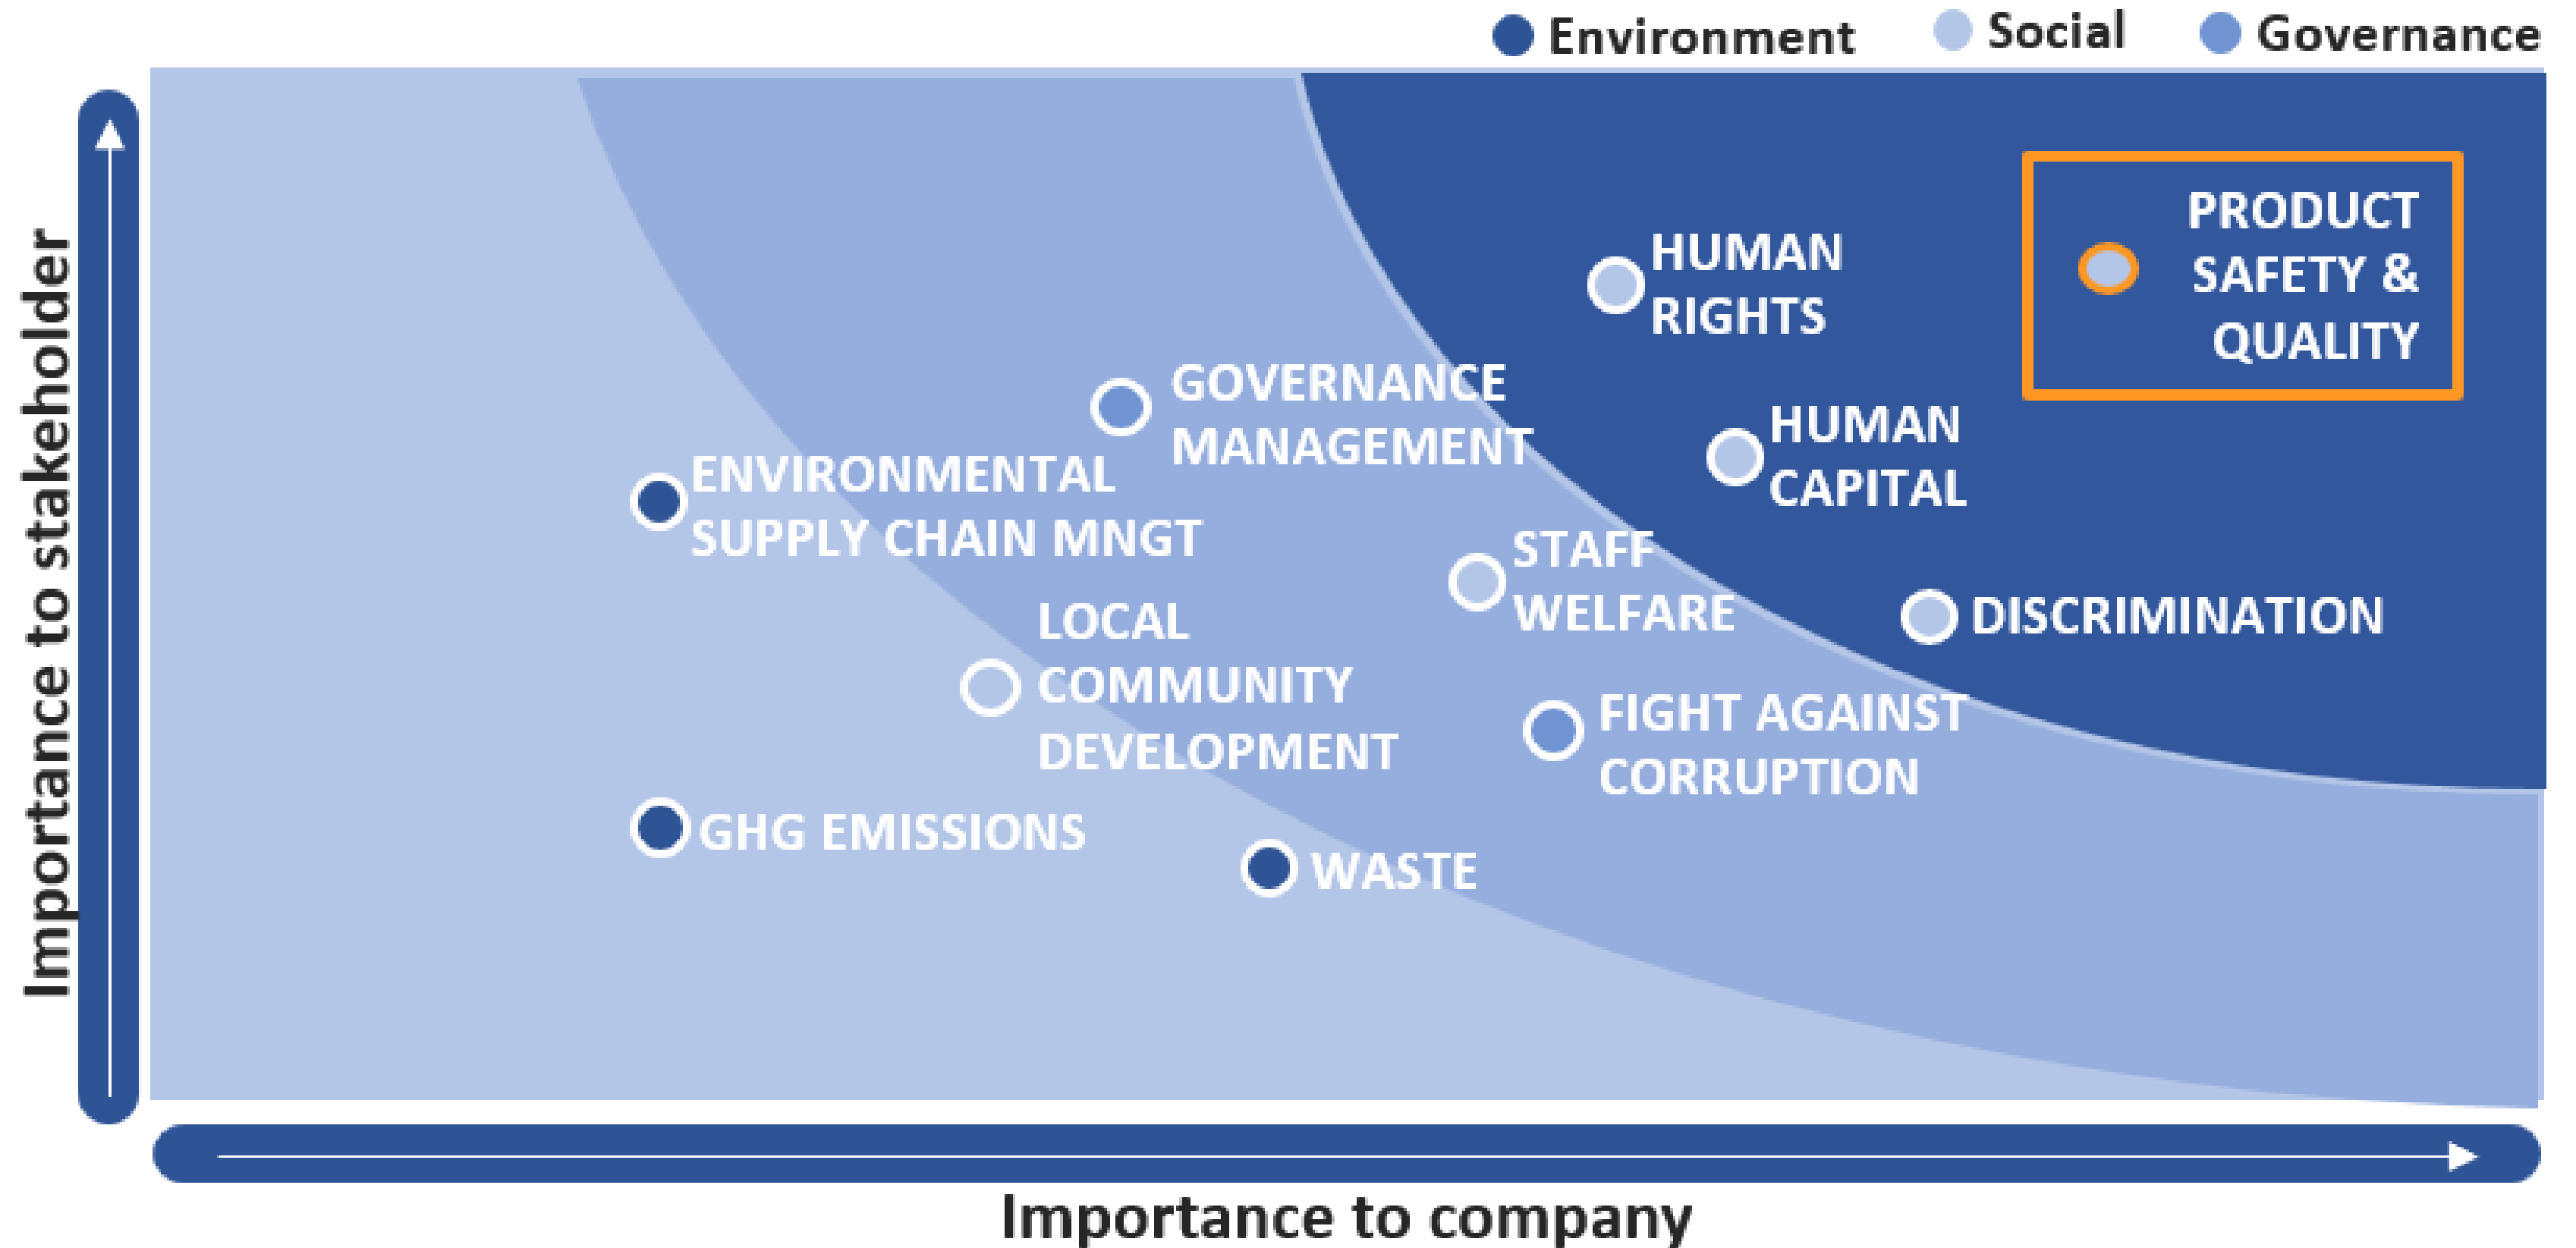 Environment
Social
Governance
Importance to stakeholder
PRODUCT
SAFETY &
QUALITY
HUMAN
RIGHTS
GOVERNANCE
MANAGEMENT
HUMAN
CAPITAL
ENVIRONMENTAL
SUPPLY CHAIN MNGT
STAFF
WELFARE
LOCAL
COMMUNITY
DEVELOPMENT
DISCRIMINATION
FIGHT AGAINST
CORRUPTION
GHG EMISSIONS
WASTE
Importance to company